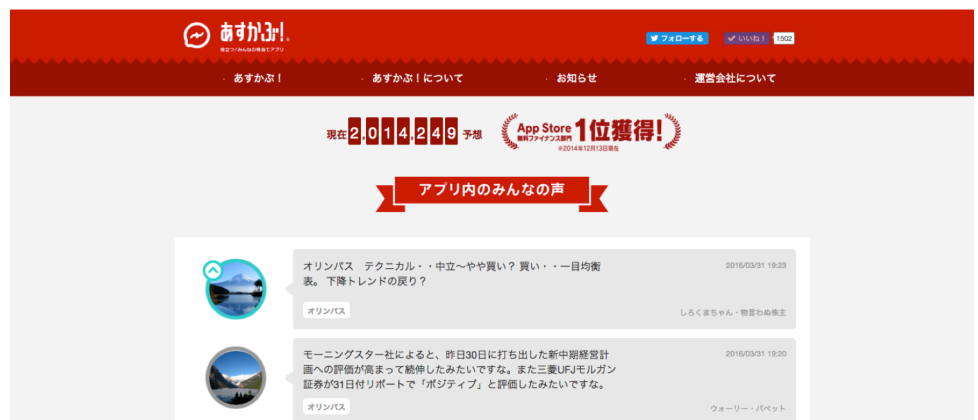 あすかぶ!
役立つ!みんなの株当てアプリ
フォローする
いいね! 1502
・ あすかぶ!
・ あすかぶ!について
・ お知らせ
・ 運営会社について
現在2,014,249予想
App Store 1位獲得!
無料ファイナンス部門
※2014年12月13日現在
アプリ内のみんなの声
オリンパス テクニカル・・中立〜やや買い? 買い・・一目均衡
表。 下降トレンドの戻り?
2016/03/31 19:23
オリンパス
しろくまちゃん・物言わぬ株主
モーニングスター社によると、昨日30日に打ち出した新中期経営計
画への評価が高まって続伸したみたいですな。また三菱UFJモルガン
証券が31日付リポートで「ポジティブ」と評価したみたいですな。
2016/03/31 19:20
オリンパス
ウォーリー・バペット